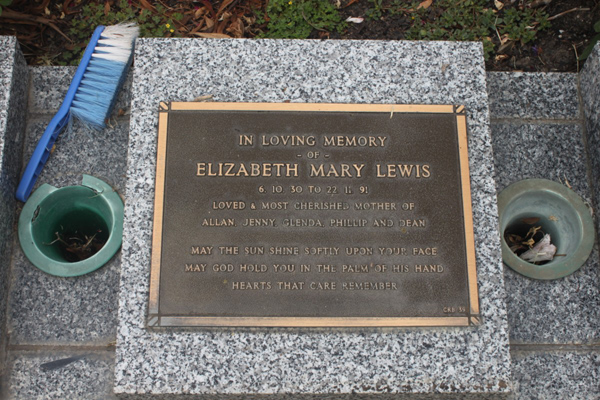 IN LOVING MEMORY
- OF -
ELIZABETH MARY LEWIS
6. 10. 30 TO 22. 11. 91
LOVED & MOST CHERISHED MOTHER OF
ALLAN, JENNY, GLENDA, PHILLIP AND DEAN
MAY THE SUN SHINE SOFTLY UPON YOUR FACE
MAY GOD HOLD YOU IN THE PALM OF HIS HAND
HEARTS THAT CARE REMEMBER